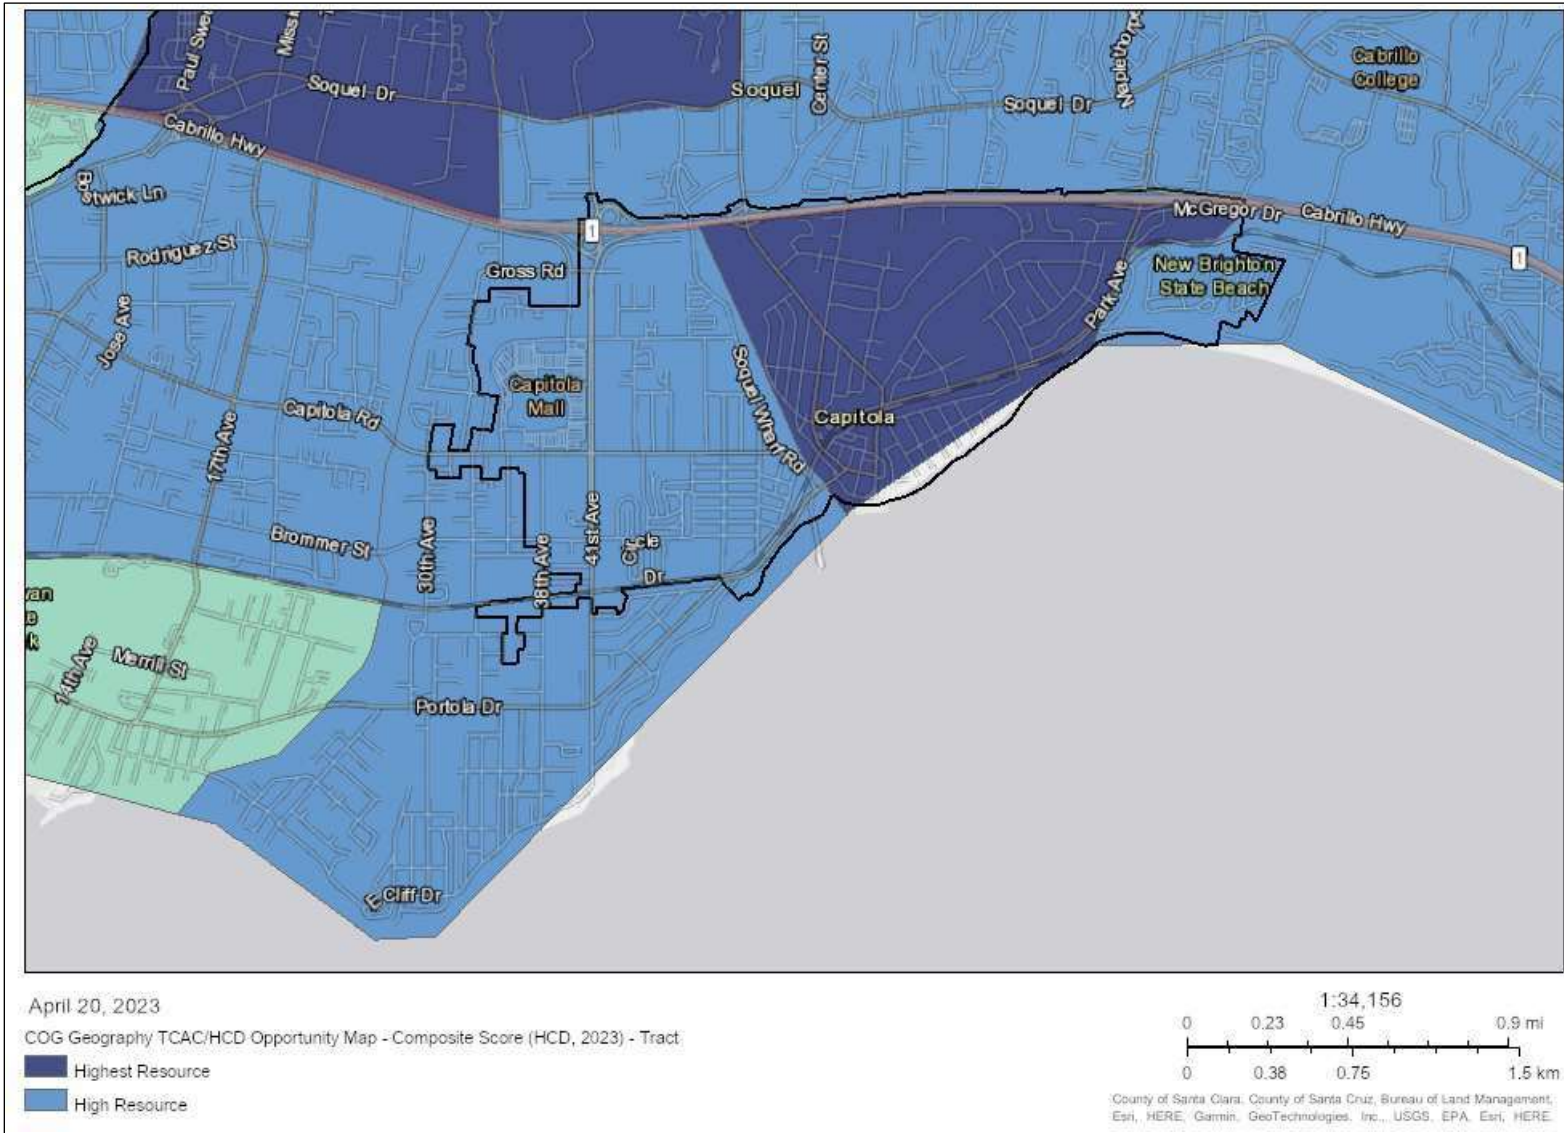 Paul Swe
Miss
Soquel Dr
Soquel
Center St
Soquel Dr
Maplethorpe
Cabrillo
College
Cabrillo Hwy
Bo
stwick Ln
Rodriguez St
Gross Rd
1
McGregor Dr
Cabrillo Hwy
1
New Brighton
State Beach
Park Ave
Jose Ave
Capitola
Mall
Soquel Wharf Rd
Capitola
Capitola Rd
17th Ave
Brommer St
30th Ave
38th Ave
41st Ave
Circle
Dr
van
e
k
14th Ave
Merrill St
Portola Dr
E Cliff Dr
April 20, 2023
COG Geography TCAC/HCD Opportunity Map - Composite Score (HCD, 2023) - Tract
Highest Resource
High Resource
1:34,156
0 0.23 0.45 0.9 mi
0 0.38 0.75 1.5 km
County of Santa Clara, County of Santa Cruz, Bureau of Land Management,
Esri, HERE, Garmin, GeoTechnologies, Inc., USGS, EPA, Esri, HERE,